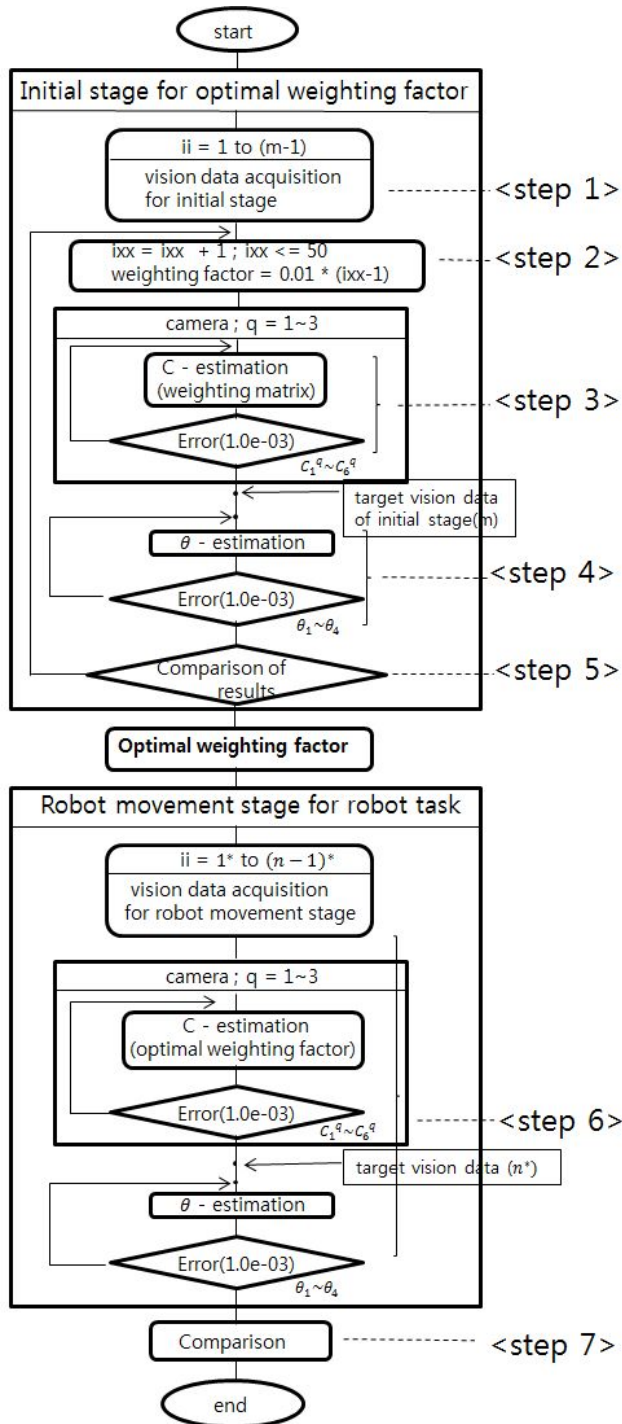 start
Initial stage for optimal weighting factor
ii = 1 to (m-1)
vision data acquisition
for initial stage
<step 1>
ixx = ixx + 1 ; ixx <= 50
weighting factor = 0.01 * (ixx-1)
<step 2>
camera ; q = 1~3
C - estimation
(weighting matrix)
<step 3>
Error(1.0e-03)
C₁^q~C₆^q
target vision data
of initial stage(m)
θ - estimation
<step 4>
Error(1.0e-03)
θ₁~θ₄
Comparison of
results
<step 5>
Optimal weighting factor
Robot movement stage for robot task
ii = 1* to (n − 1)*
vision data acquisition
for robot movement stage
camera ; q = 1~3
C - estimation
(optimal weighting factor)
Error(1.0e-03)
C₁^q~C₆^q
<step 6>
target vision data (n*)
θ - estimation
Error(1.0e-03)
θ₁~θ₄
Comparison
<step 7>
end